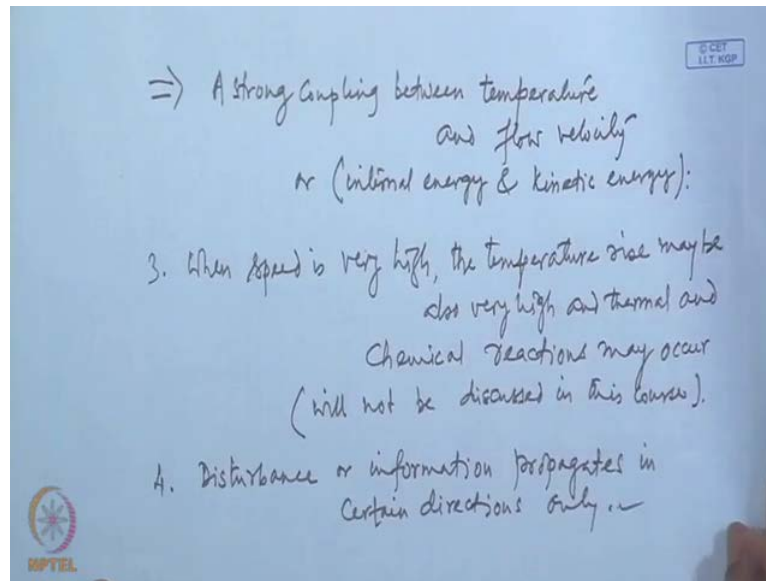 © CET
I.I.T. KGP
⇒ A strong coupling between temperature
and flow velocity
or (internal energy & kinetic energy):
3. When speed is very high, the temperature rise may be
also very high and thermal and
chemical reactions may occur
(will not be discussed in this course).
4. Disturbance or information propagates in
certain directions only.
NPTEL